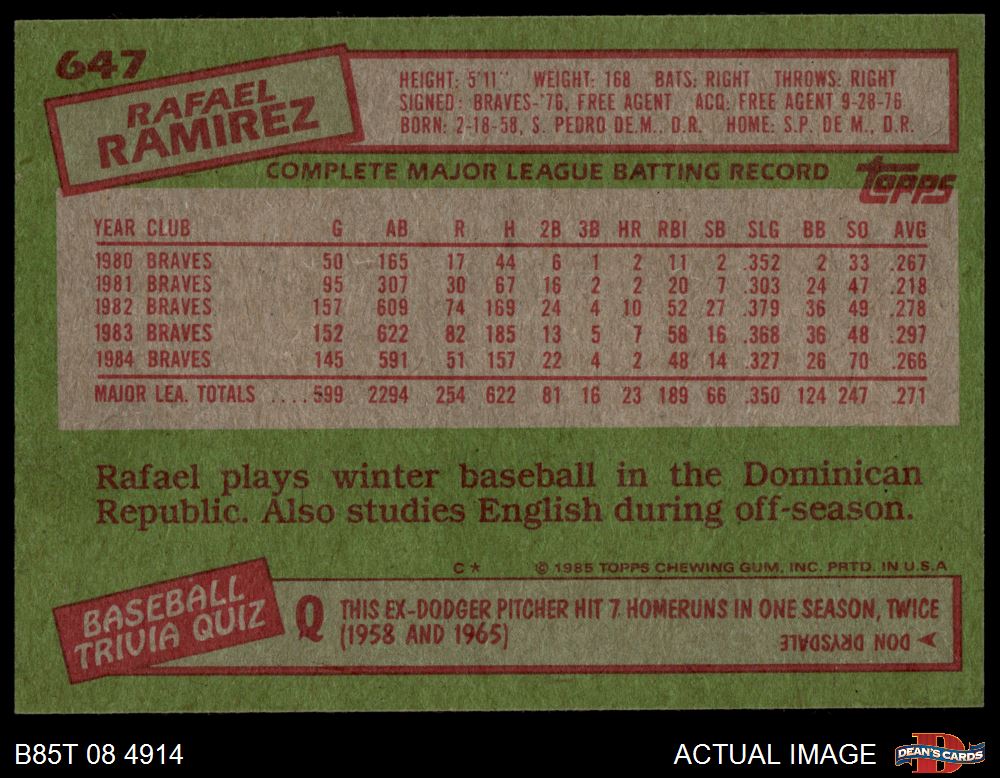 647
RAFAEL
RAMIREZ
HEIGHT: 5'11" WEIGHT: 168 BATS: RIGHT THROWS: RIGHT
SIGNED: BRAVES-'76, FREE AGENT ACQ: FREE AGENT 9-28-76
BORN: 2-18-58, S. PEDRO DE.M., D.R. HOME: S.P. DE M., D.R.
COMPLETE MAJOR LEAGUE BATTING RECORD
Topps
YEAR CLUB G AB R H 2B 3B HR RBI SB SLG BB SO AVG
1980 BRAVES 50 165 17 44 6 1 2 11 2 .352 2 33 .267
1981 BRAVES 95 307 30 67 16 2 2 20 7 .303 24 47 .218
1982 BRAVES 157 609 74 169 24 4 10 52 27 .379 36 49 .278
1983 BRAVES 152 622 82 185 13 5 7 58 16 .368 36 48 .297
1984 BRAVES 145 591 51 157 22 4 2 48 14 .327 26 70 .266
MAJOR LEA. TOTALS ....599 2294 254 622 81 16 23 189 66 .350 124 247 .271
Rafael plays winter baseball in the Dominican
Republic. Also studies English during off-season.
C * © 1985 TOPPS CHEWING GUM, INC. PRTD. IN U.S.A.
BASEBALL
TRIVIA QUIZ
Q THIS EX-DODGER PITCHER HIT 7 HOMERUNS IN ONE SEASON, TWICE
(1958 AND 1965)
DON DRYSDALE
B85T 08 4914
ACTUAL IMAGE
D
DEAN'S CARDS